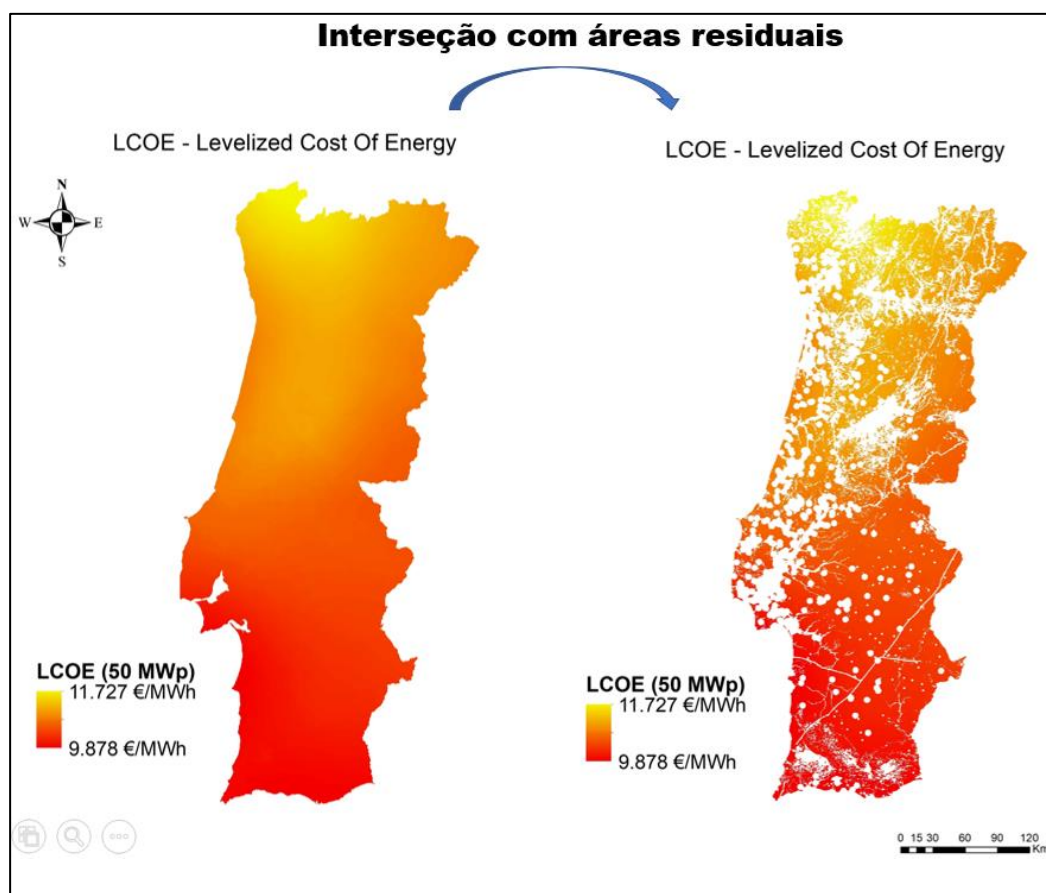 Interseção com áreas residuais
LCOE - Levelized Cost Of Energy
N
W E
S
LCOE (50 MWp)
11.727 €/MWh
9.878 €/MWh
LCOE - Levelized Cost Of Energy
LCOE (50 MWp)
11.727 €/MWh
9.878 €/MWh
0 15 30 60 90 120
Km